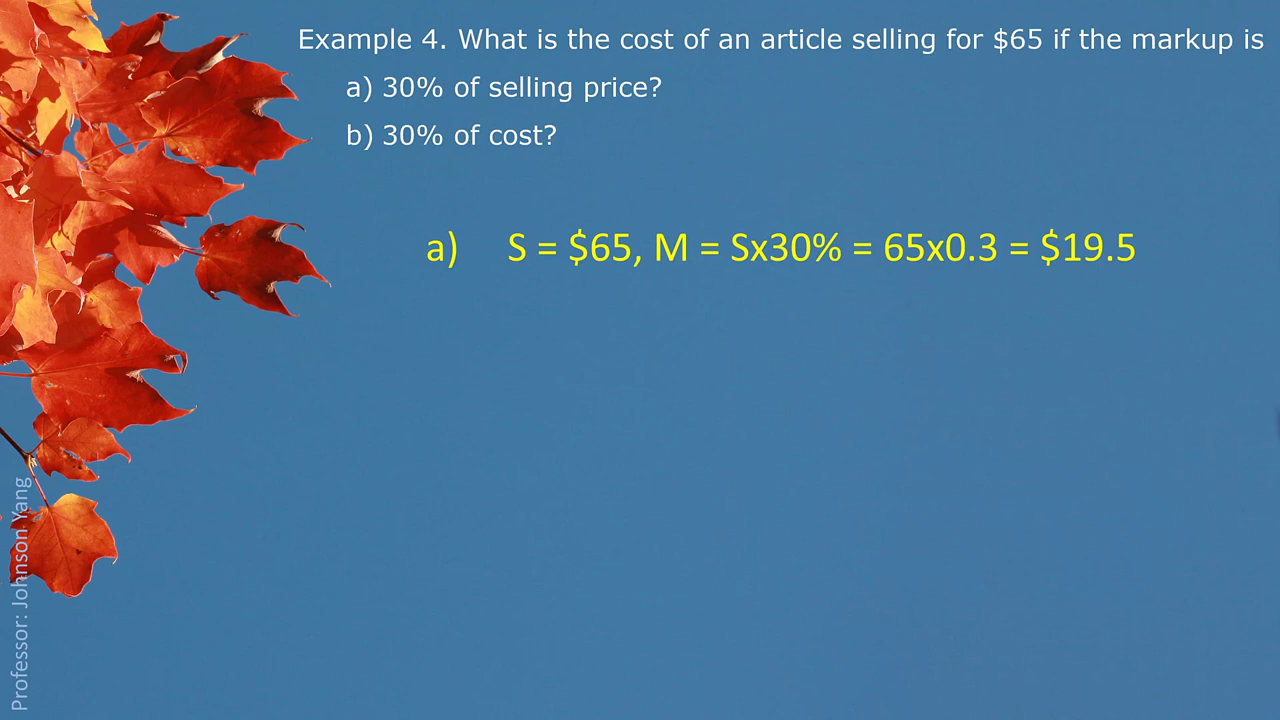 Example 4. What is the cost of an article selling for $65 if the markup is
a) 30% of selling price?
b) 30% of cost?
a) S = $65, M = Sx30% = 65x0.3 = $19.5
Professor: Johnson Yang